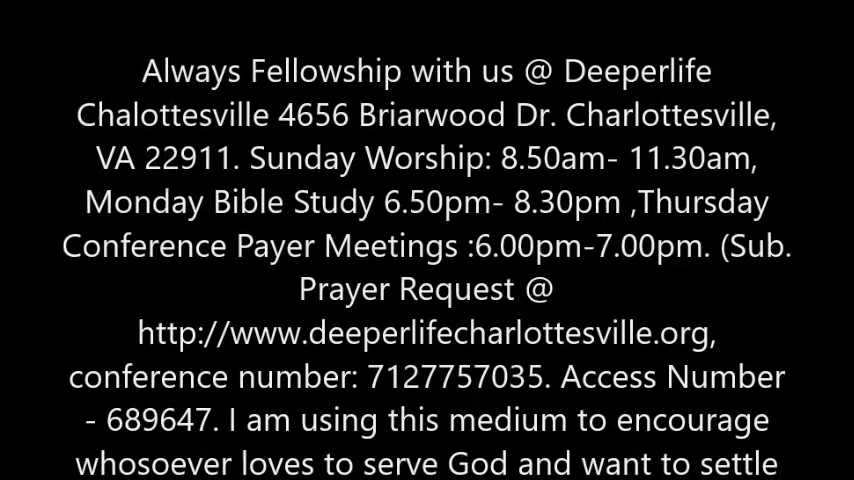 Always Fellowship with us @ Deeperlife
Chalottesville 4656 Briarwood Dr. Charlottesville,
VA 22911. Sunday Worship: 8.50am- 11.30am,
Monday Bible Study 6.50pm- 8.30pm ,Thursday
Conference Payer Meetings :6.00pm-7.00pm. (Sub.
Prayer Request @
http://www.deeperlifecharlottesville.org,
conference number: 7127757035. Access Number
- 689647. I am using this medium to encourage
whosoever loves to serve God and want to settle